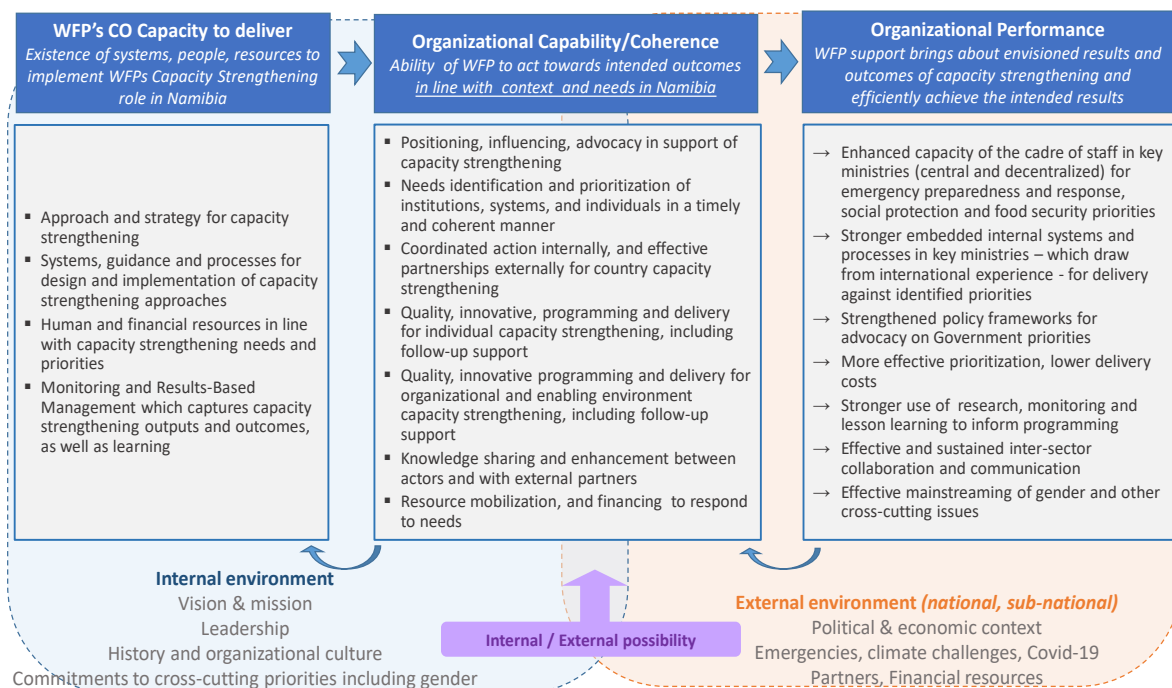 WFP's CO Capacity to deliver
Existence of systems, people, resources to
implement WFPs Capacity Strengthening
role in Namibia
▪ Approach and strategy for capacity
strengthening
▪ Systems, guidance and processes for
design and implementation of capacity
strengthening approaches
▪ Human and financial resources in line
with capacity strengthening needs and
priorities
▪ Monitoring and Results-Based
Management which captures capacity
strengthening outputs and outcomes,
as well as learning
Organizational Capability/Coherence
Ability of WFP to act towards intended outcomes
in line with context and needs in Namibia
▪ Positioning, influencing, advocacy in support of
capacity strengthening
▪ Needs identification and prioritization of
institutions, systems, and individuals in a timely
and coherent manner
▪ Coordinated action internally, and effective
partnerships externally for country capacity
strengthening
▪ Quality, innovative, programming and delivery
for individual capacity strengthening, including
follow-up support
▪ Quality, innovative programming and delivery for
organizational and enabling environment
capacity strengthening, including follow-up
support
▪ Knowledge sharing and enhancement between
actors and with external partners
▪ Resource mobilization, and financing to respond
to needs
Organizational Performance
WFP support brings about envisioned results and
outcomes of capacity strengthening and
efficiently achieve the intended results
→ Enhanced capacity of the cadre of staff in key
ministries (central and decentralized) for
emergency preparedness and response,
social protection and food security priorities
→ Stronger embedded internal systems and
processes in key ministries – which draw
from international experience - for delivery
against identified priorities
→ Strengthened policy frameworks for
advocacy on Government priorities
→ More effective prioritization, lower delivery
costs
→ Stronger use of research, monitoring and
lesson learning to inform programming
→ Effective and sustained inter-sector
collaboration and communication
→ Effective mainstreaming of gender and other
cross-cutting issues
Internal environment
Vision & mission
Leadership
History and organizational culture
Commitments to cross-cutting priorities including gender
Internal / External possibility
External environment (national, sub-national)
Political & economic context
Emergencies, climate challenges, Covid-19
Partners, Financial resources